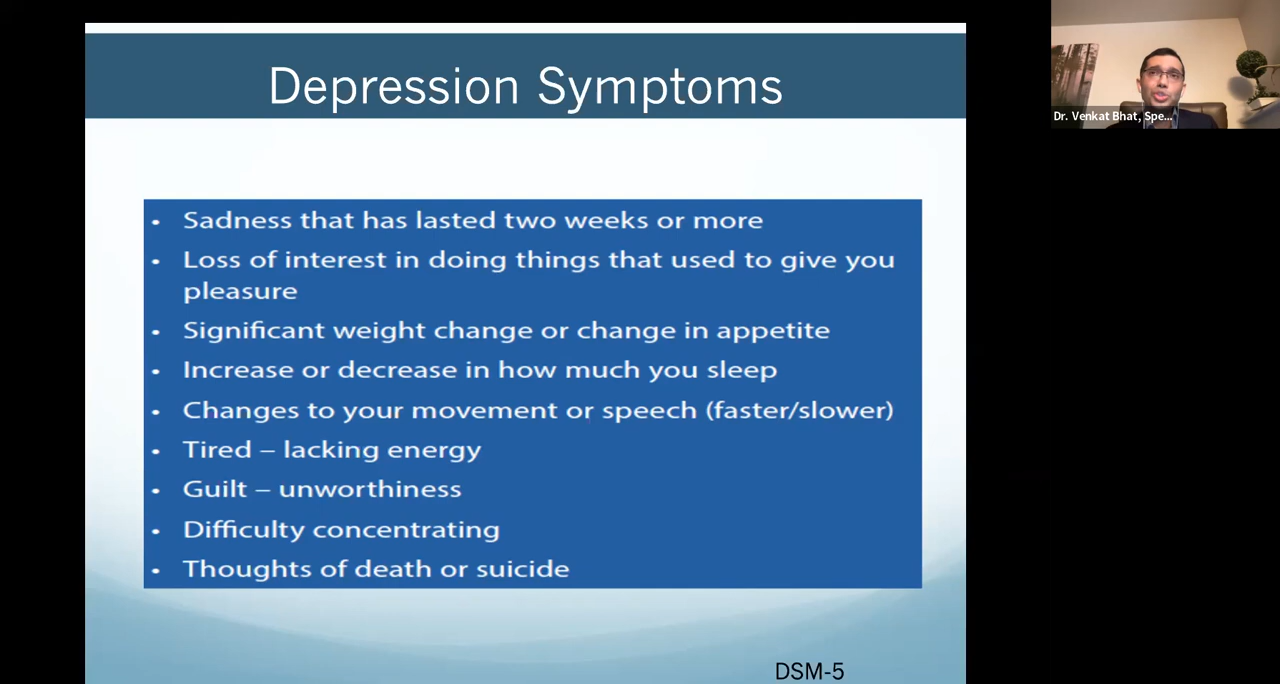 Depression Symptoms
Dr. Venkat Bhat, Spe...
• Sadness that has lasted two weeks or more
• Loss of interest in doing things that used to give you
pleasure
• Significant weight change or change in appetite
• Increase or decrease in how much you sleep
• Changes to your movement or speech (faster/slower)
• Tired – lacking energy
• Guilt – unworthiness
• Difficulty concentrating
• Thoughts of death or suicide
DSM-5